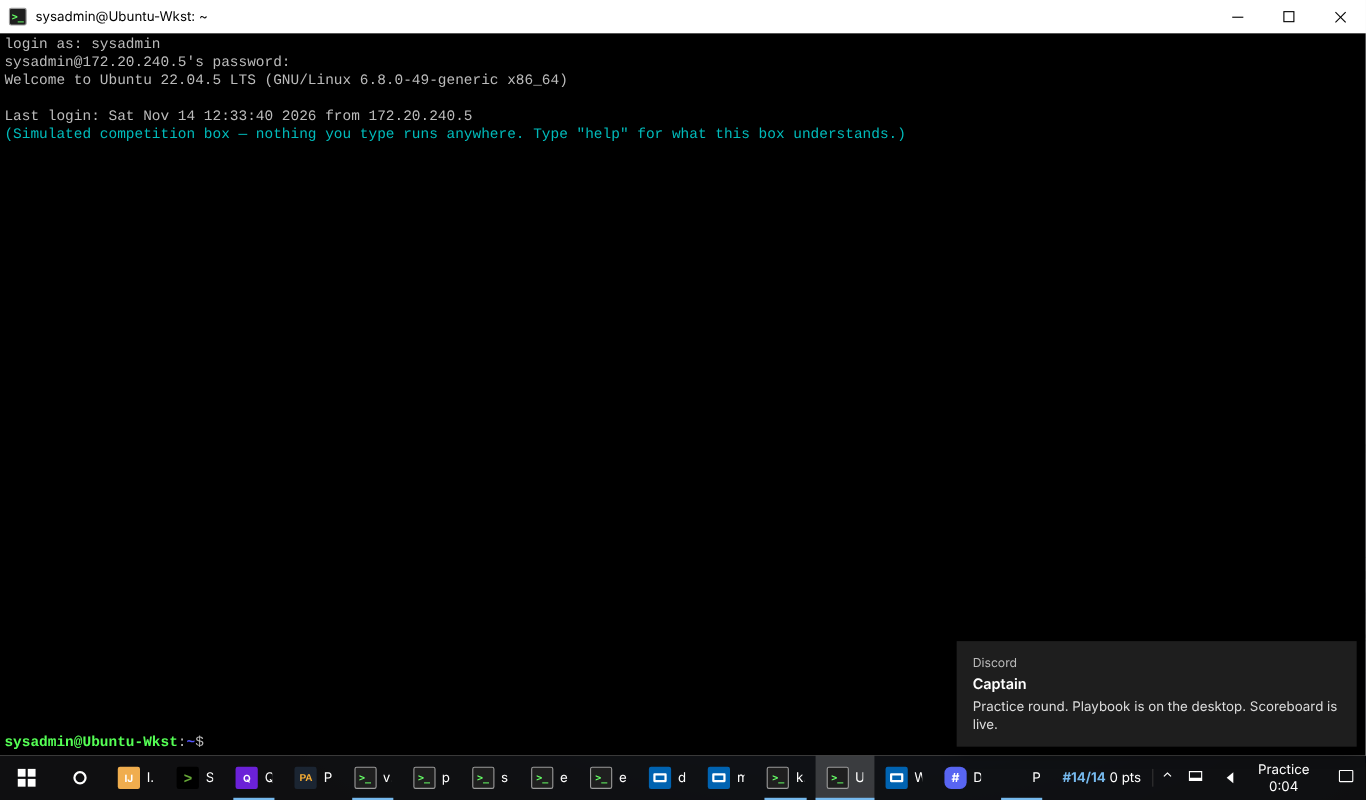 sysadmin@Ubuntu-Wkst: ~
login as: sysadmin
sysadmin@172.20.240.5's password:
Welcome to Ubuntu 22.04.5 LTS (GNU/Linux 6.8.0-49-generic x86_64)
Last login: Sat Nov 14 12:33:40 2026 from 172.20.240.5
(Simulated competition box — nothing you type runs anywhere. Type "help" for what this box understands.)
Discord
Captain
Practice round. Playbook is on the desktop. Scoreboard is
live.
sysadmin@Ubuntu-Wkst:~$
IJ I. > S Q C PA P >_ v >_ p >_ s >_ e >_ e d m >_ k >_ U W # D P #14/14 0 pts ^ Practice
0:04